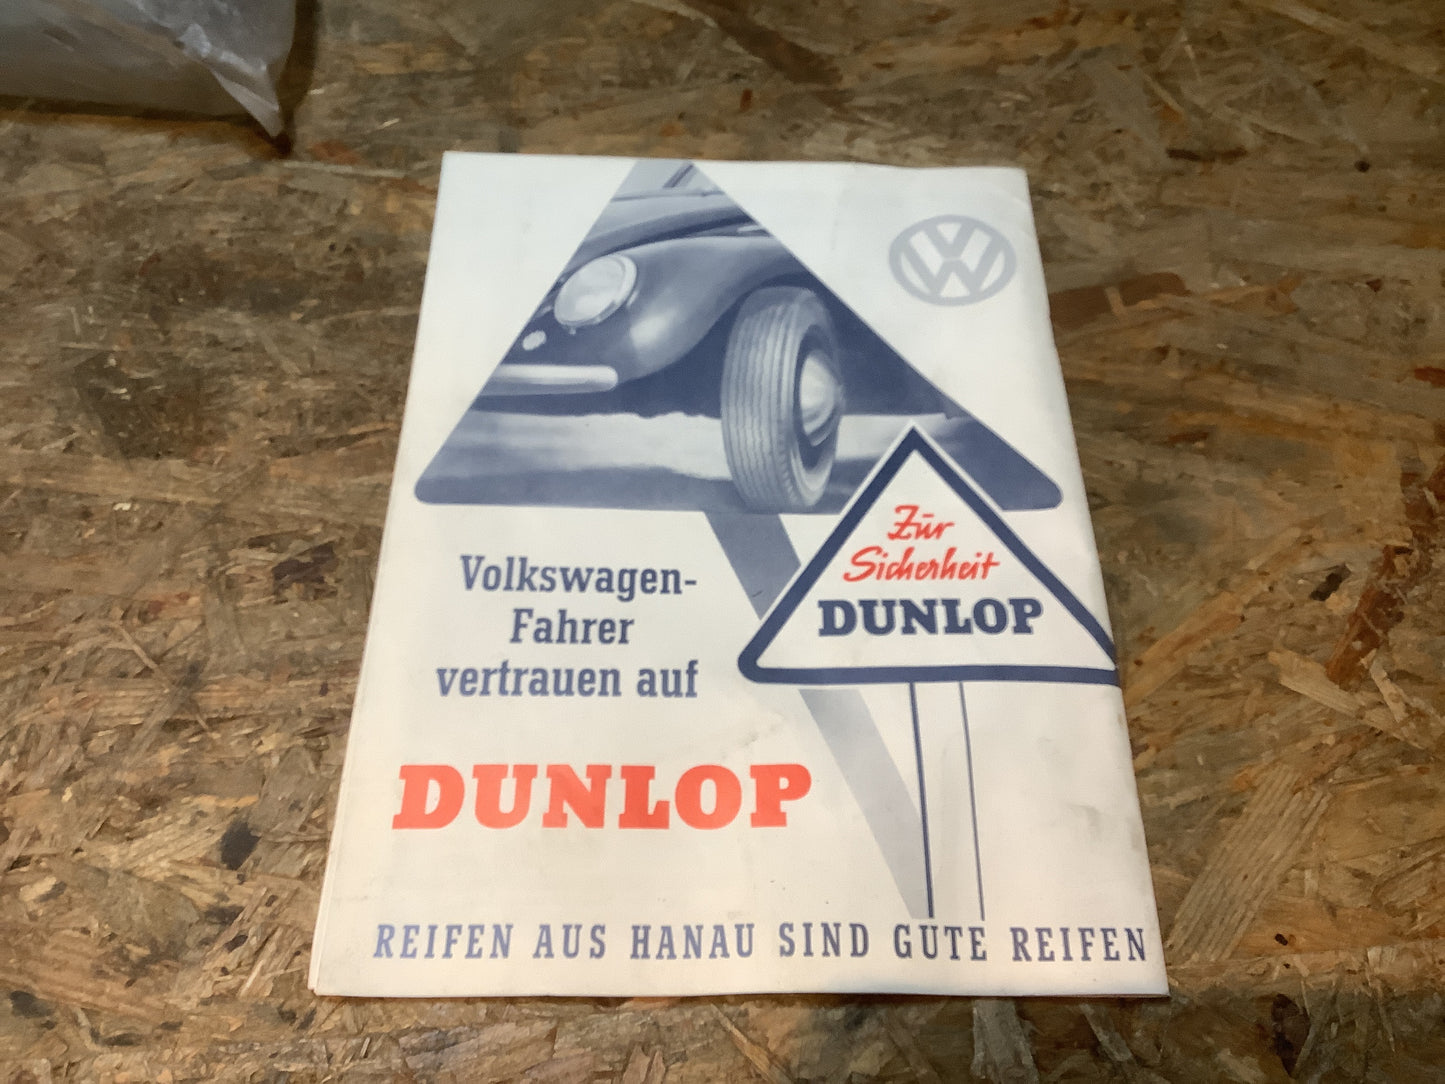 VW
Zur
Sicherheit
DUNLOP
Volkswagen-
Fahrer
vertrauen auf
DUNLOP
REIFEN AUS HANAU SIND GUTE REIFEN